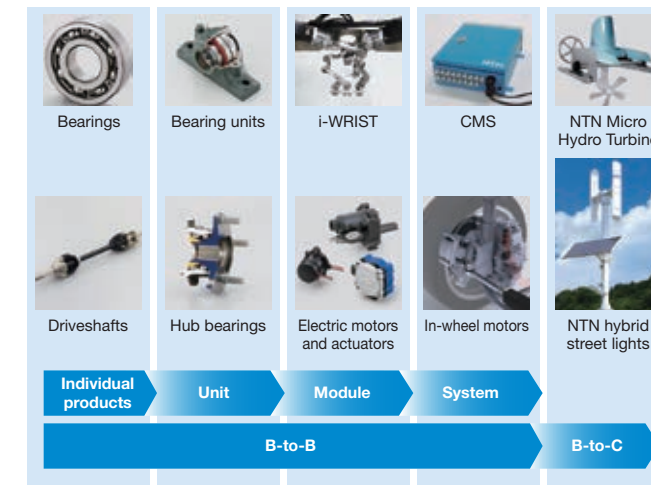 Bearings
Bearing units
i-WRIST
CMS
NTN Micro
Hydro Turbine
Driveshafts
Hub bearings
Electric motors
and actuators
In-wheel motors
NTN hybrid
street lights
Individual
products
Unit
Module
System
B-to-B
B-to-C